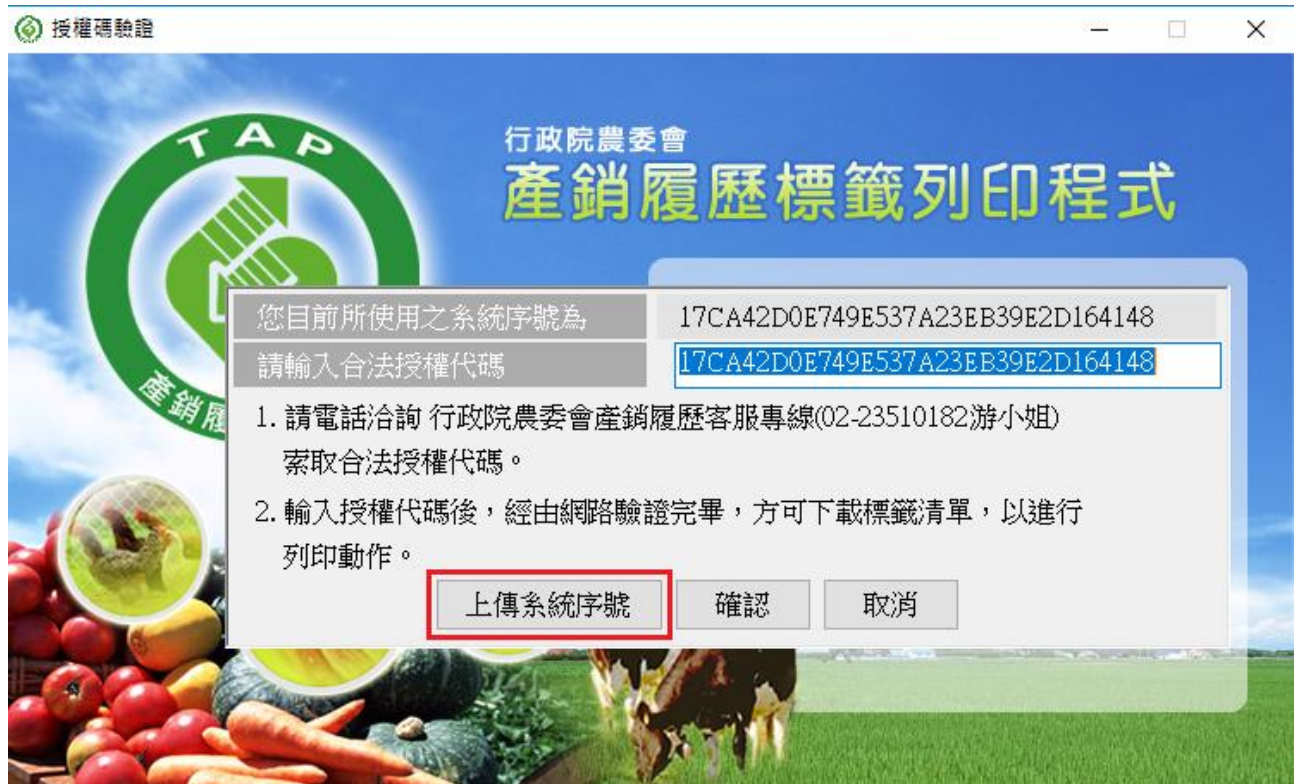 授權碼驗證
TAP
行政院農委會
產銷履歷標籤列印程式
產銷履
您目前所使用之系統序號為 17CA42D0E749E537A23EB39E2D164148
請輸入合法授權代碼 17CA42D0E749E537A23EB39E2D164148
1. 請電話洽詢 行政院農委會產銷履歷客服專線(02-23510182游小姐)
索取合法授權代碼。
2. 輸入授權代碼後，經由網路驗證完畢，方可下載標籤清單，以進行
列印動作。
上傳系統序號 確認 取消